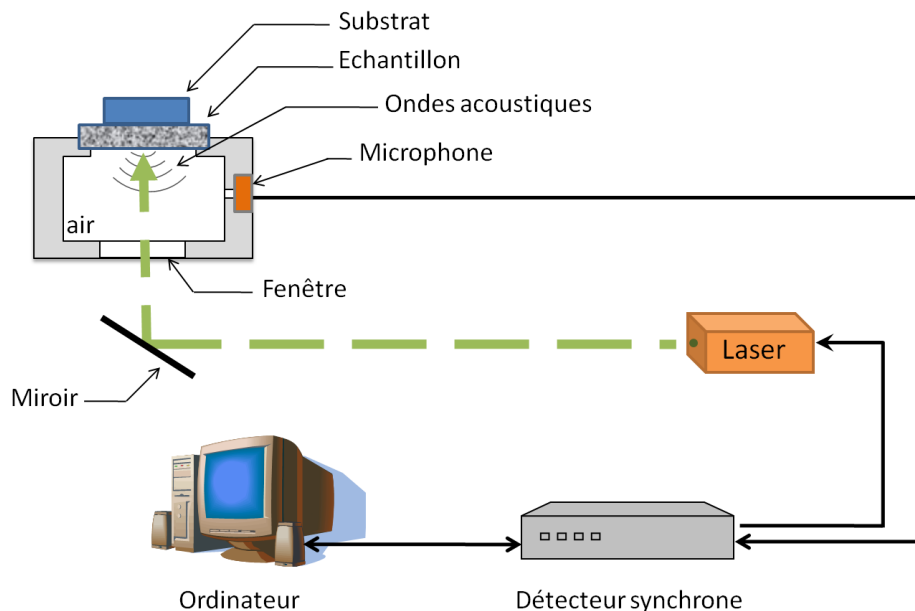 Substrat
Echantillon
Ondes acoustiques
Microphone
air
Fenêtre
Laser
Miroir
Ordinateur
Détecteur synchrone